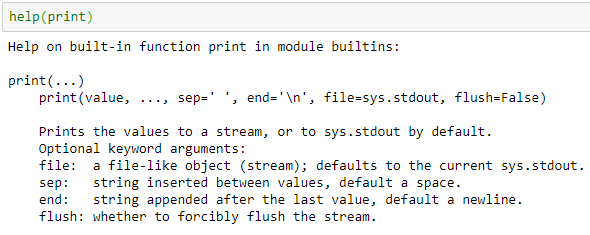 help(print)
Help on built-in function print in module builtins:
print(...)
print(value, ..., sep=' ', end='\n', file=sys.stdout, flush=False)
Prints the values to a stream, or to sys.stdout by default.
Optional keyword arguments:
file:  a file-like object (stream); defaults to the current sys.stdout.
sep:   string inserted between values, default a space.
end:   string appended after the last value, default a newline.
flush: whether to forcibly flush the stream.